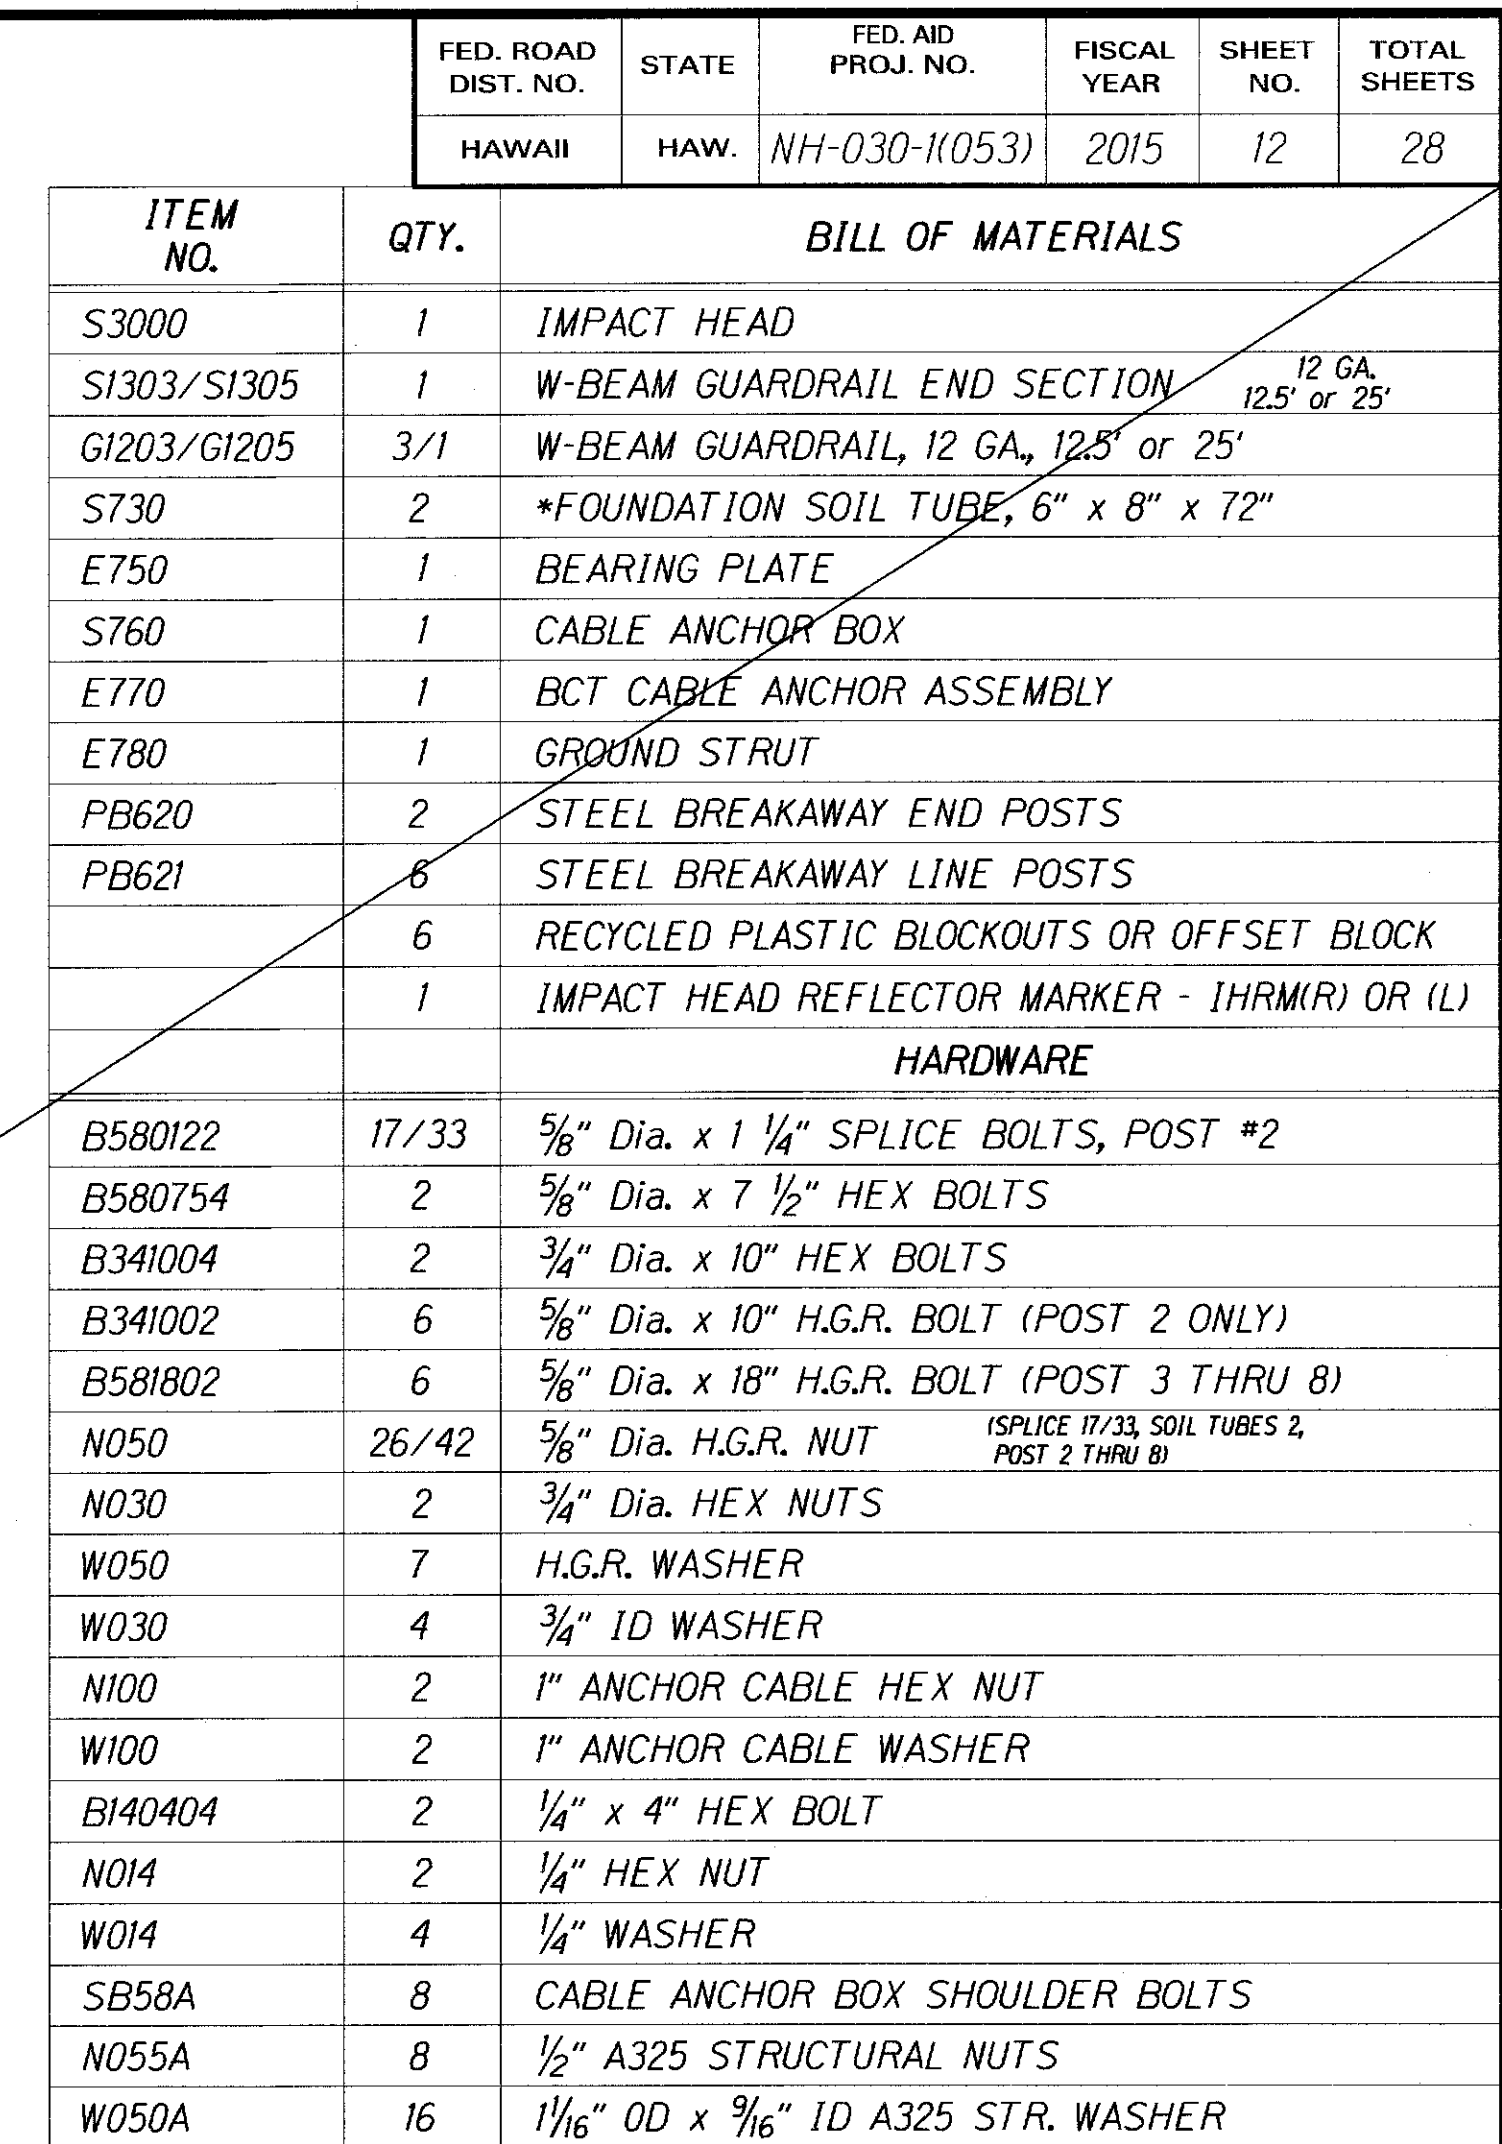 FED. ROAD DIST. NO. STATE FED. AID PROJ. NO. FISCAL YEAR SHEET NO. TOTAL SHEETS
HAWAII HAW. NH-030-1(053) 2015 12 28
ITEM NO. QTY. BILL OF MATERIALS
S3000 1 IMPACT HEAD
S1303/S1305 1 W-BEAM GUARDRAIL END SECTION 12 GA. 12.5' or 25'
G1203/G1205 3/1 W-BEAM GUARDRAIL, 12 GA., 12.5' or 25'
S730 2 *FOUNDATION SOIL TUBE, 6" x 8" x 72"
E750 1 BEARING PLATE
S760 1 CABLE ANCHOR BOX
E770 1 BCT CABLE ANCHOR ASSEMBLY
E780 1 GROUND STRUT
PB620 2 STEEL BREAKAWAY END POSTS
PB621 6 STEEL BREAKAWAY LINE POSTS
6 RECYCLED PLASTIC BLOCKOUTS OR OFFSET BLOCK
1 IMPACT HEAD REFLECTOR MARKER - IHRM(R) OR (L)
HARDWARE
B580122 17/33 5/8" Dia. x 1 1/4" SPLICE BOLTS, POST #2
B580754 2 5/8" Dia. x 7 1/2" HEX BOLTS
B341004 2 3/4" Dia. x 10" HEX BOLTS
B341002 6 5/8" Dia. x 10" H.G.R. BOLT (POST 2 ONLY)
B581802 6 5/8" Dia. x 18" H.G.R. BOLT (POST 3 THRU 8)
N050 26/42 5/8" Dia. H.G.R. NUT (SPLICE 17/33, SOIL TUBES 2, POST 2 THRU 8)
N030 2 3/4" Dia. HEX NUTS
W050 7 H.G.R. WASHER
W030 4 3/4" ID WASHER
N100 2 1" ANCHOR CABLE HEX NUT
W100 2 1" ANCHOR CABLE WASHER
B140404 2 1/4" x 4" HEX BOLT
N014 2 1/4" HEX NUT
W014 4 1/4" WASHER
SB58A 8 CABLE ANCHOR BOX SHOULDER BOLTS
N055A 8 1/2" A325 STRUCTURAL NUTS
W050A 16 1 1/16" OD x 9/16" ID A325 STR. WASHER